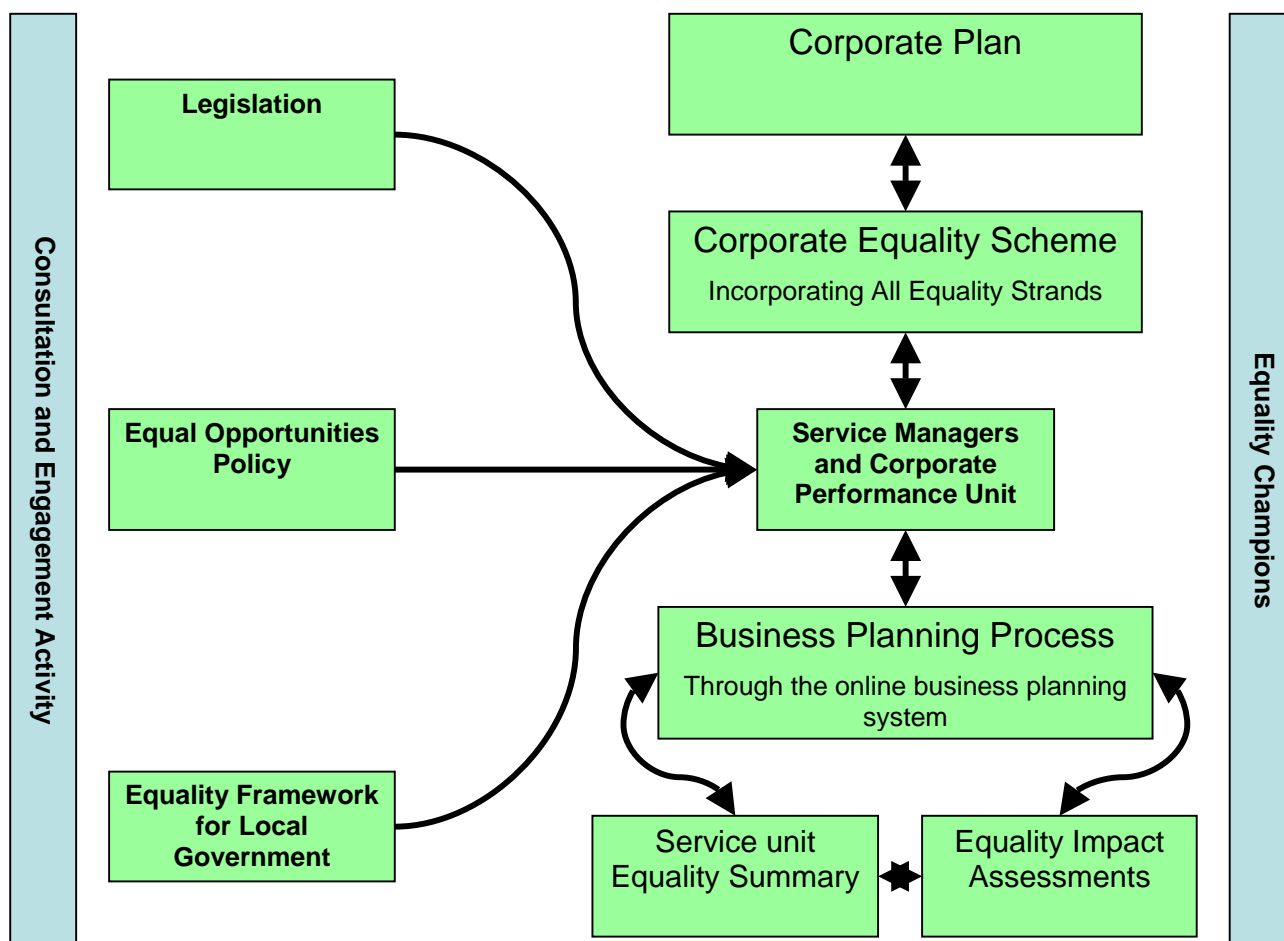 Consultation and Engagement Activity
Legislation
Equal Opportunities
Policy
Equality Framework
for Local
Government
Corporate Plan
Corporate Equality Scheme
Incorporating All Equality Strands
Service Managers
and Corporate
Performance Unit
Business Planning Process
Through the online business planning
system
Service unit
Equality Summary
Equality Impact
Assessments
Equality Champions